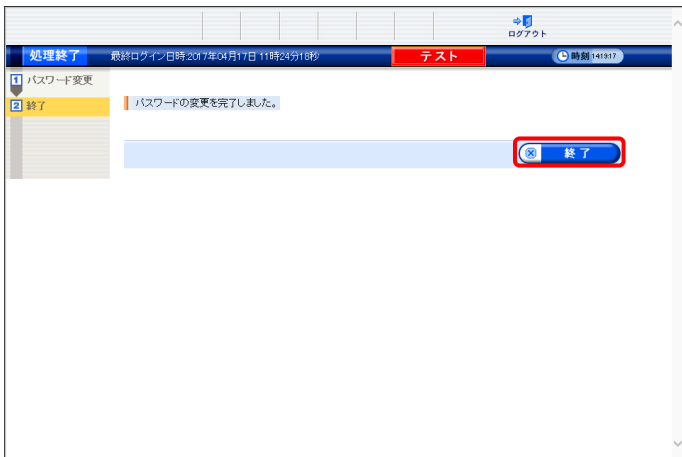 ログアウト
処理終了 最終ログイン日時:2017年04月17日 11時24分18秒 テスト 時刻 14:19:17
1 パスワード変更
2 終了
パスワードの変更を完了しました。
終了